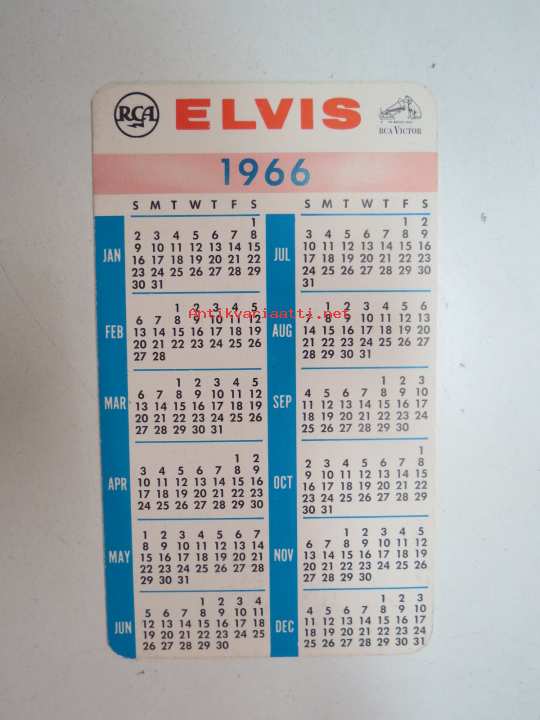 RCA ELVIS RCA VICTOR
1966
S M T W T F S S M T W T F S
JAN
1
2 3 4 5 6 7 8
9 10 11 12 13 14 15
16 17 18 19 20 21 22
23 24 25 26 27 28 29
30 31
JUL
1 2
3 4 5 6 7 8 9
10 11 12 13 14 15 16
17 18 19 20 21 22 23
24 25 26 27 28 29 30
31
Antikvariaatti.net
FEB
1 2 3 4 5
6 7 8 9 10 11 12
13 14 15 16 17 18 19
20 21 22 23 24 25 26
27 28
AUG
1 2 3 4 5 6
7 8 9 10 11 12 13
14 15 16 17 18 19 20
21 22 23 24 25 26 27
28 29 30 31
MAR
1 2 3 4 5
6 7 8 9 10 11 12
13 14 15 16 17 18 19
20 21 22 23 24 25 26
27 28 29 30 31
SEP
1 2 3
4 5 6 7 8 9 10
11 12 13 14 15 16 17
18 19 20 21 22 23 24
25 26 27 28 29 30
APR
1 2
3 4 5 6 7 8 9
10 11 12 13 14 15 16
17 18 19 20 21 22 23
24 25 26 27 28 29 30
OCT
1
2 3 4 5 6 7 8
9 10 11 12 13 14 15
16 17 18 19 20 21 22
23 24 25 26 27 28 29
30 31
MAY
1 2 3 4 5 6 7
8 9 10 11 12 13 14
15 16 17 18 19 20 21
22 23 24 25 26 27 28
29 30 31
NOV
1 2 3 4 5
6 7 8 9 10 11 12
13 14 15 16 17 18 19
20 21 22 23 24 25 26
27 28 29 30
JUN
1 2 3 4
5 6 7 8 9 10 11
12 13 14 15 16 17 18
19 20 21 22 23 24 25
26 27 28 29 30
DEC
1 2 3
4 5 6 7 8 9 10
11 12 13 14 15 16 17
18 19 20 21 22 23 24
25 26 27 28 29 30 31